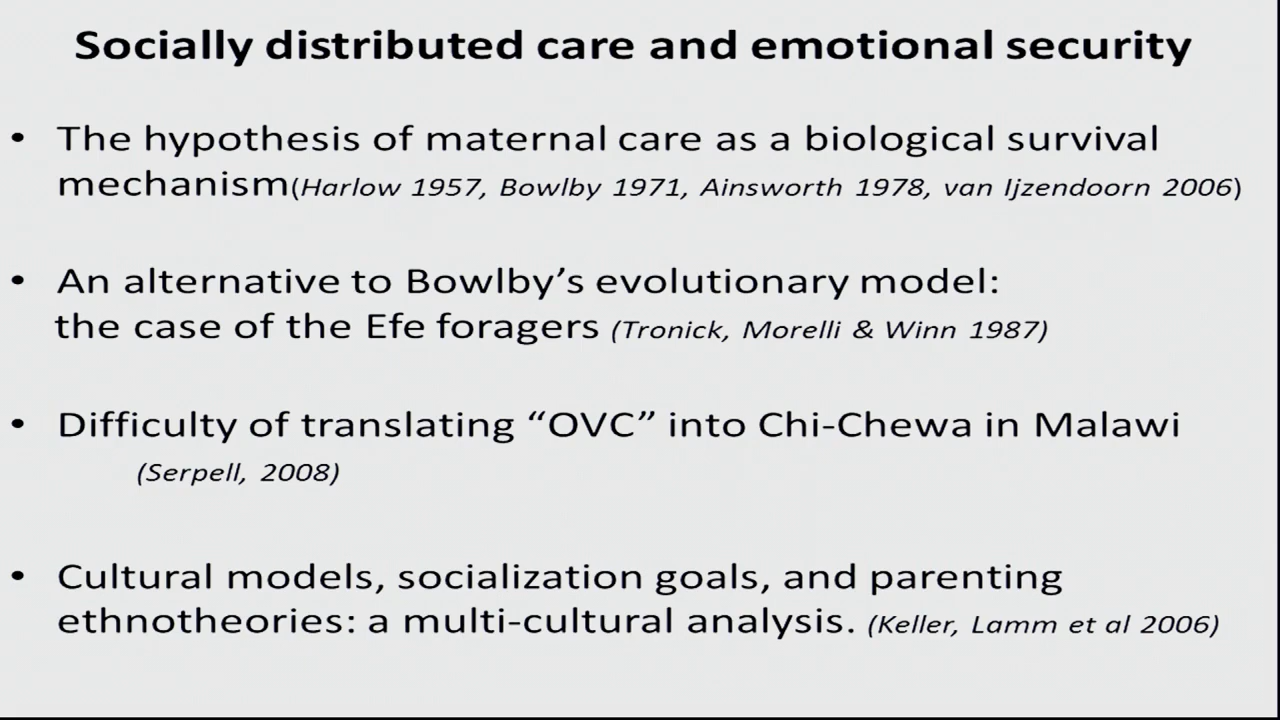 Socially distributed care and emotional security
• The hypothesis of maternal care as a biological survival
mechanism(Harlow 1957, Bowlby 1971, Ainsworth 1978, van Ijzendoorn 2006)
• An alternative to Bowlby’s evolutionary model:
the case of the Efe foragers (Tronick, Morelli & Winn 1987)
• Difficulty of translating “OVC” into Chi-Chewa in Malawi
(Serpell, 2008)
• Cultural models, socialization goals, and parenting
ethnotheories: a multi-cultural analysis. (Keller, Lamm et al 2006)